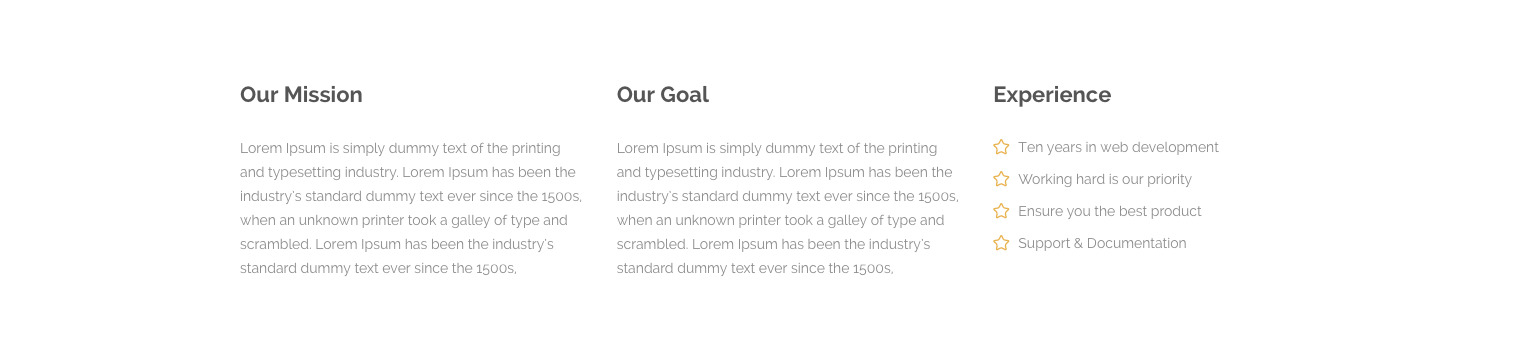 Our Mission
Lorem Ipsum is simply dummy text of the printing
and typesetting industry. Lorem Ipsum has been the
industry's standard dummy text ever since the 1500s,
when an unknown printer took a galley of type and
scrambled. Lorem Ipsum has been the industry's
standard dummy text ever since the 1500s,
Our Goal
Lorem Ipsum is simply dummy text of the printing
and typesetting industry. Lorem Ipsum has been the
industry's standard dummy text ever since the 1500s,
when an unknown printer took a galley of type and
scrambled. Lorem Ipsum has been the industry's
standard dummy text ever since the 1500s,
Experience
Ten years in web development
Working hard is our priority
Ensure you the best product
Support & Documentation